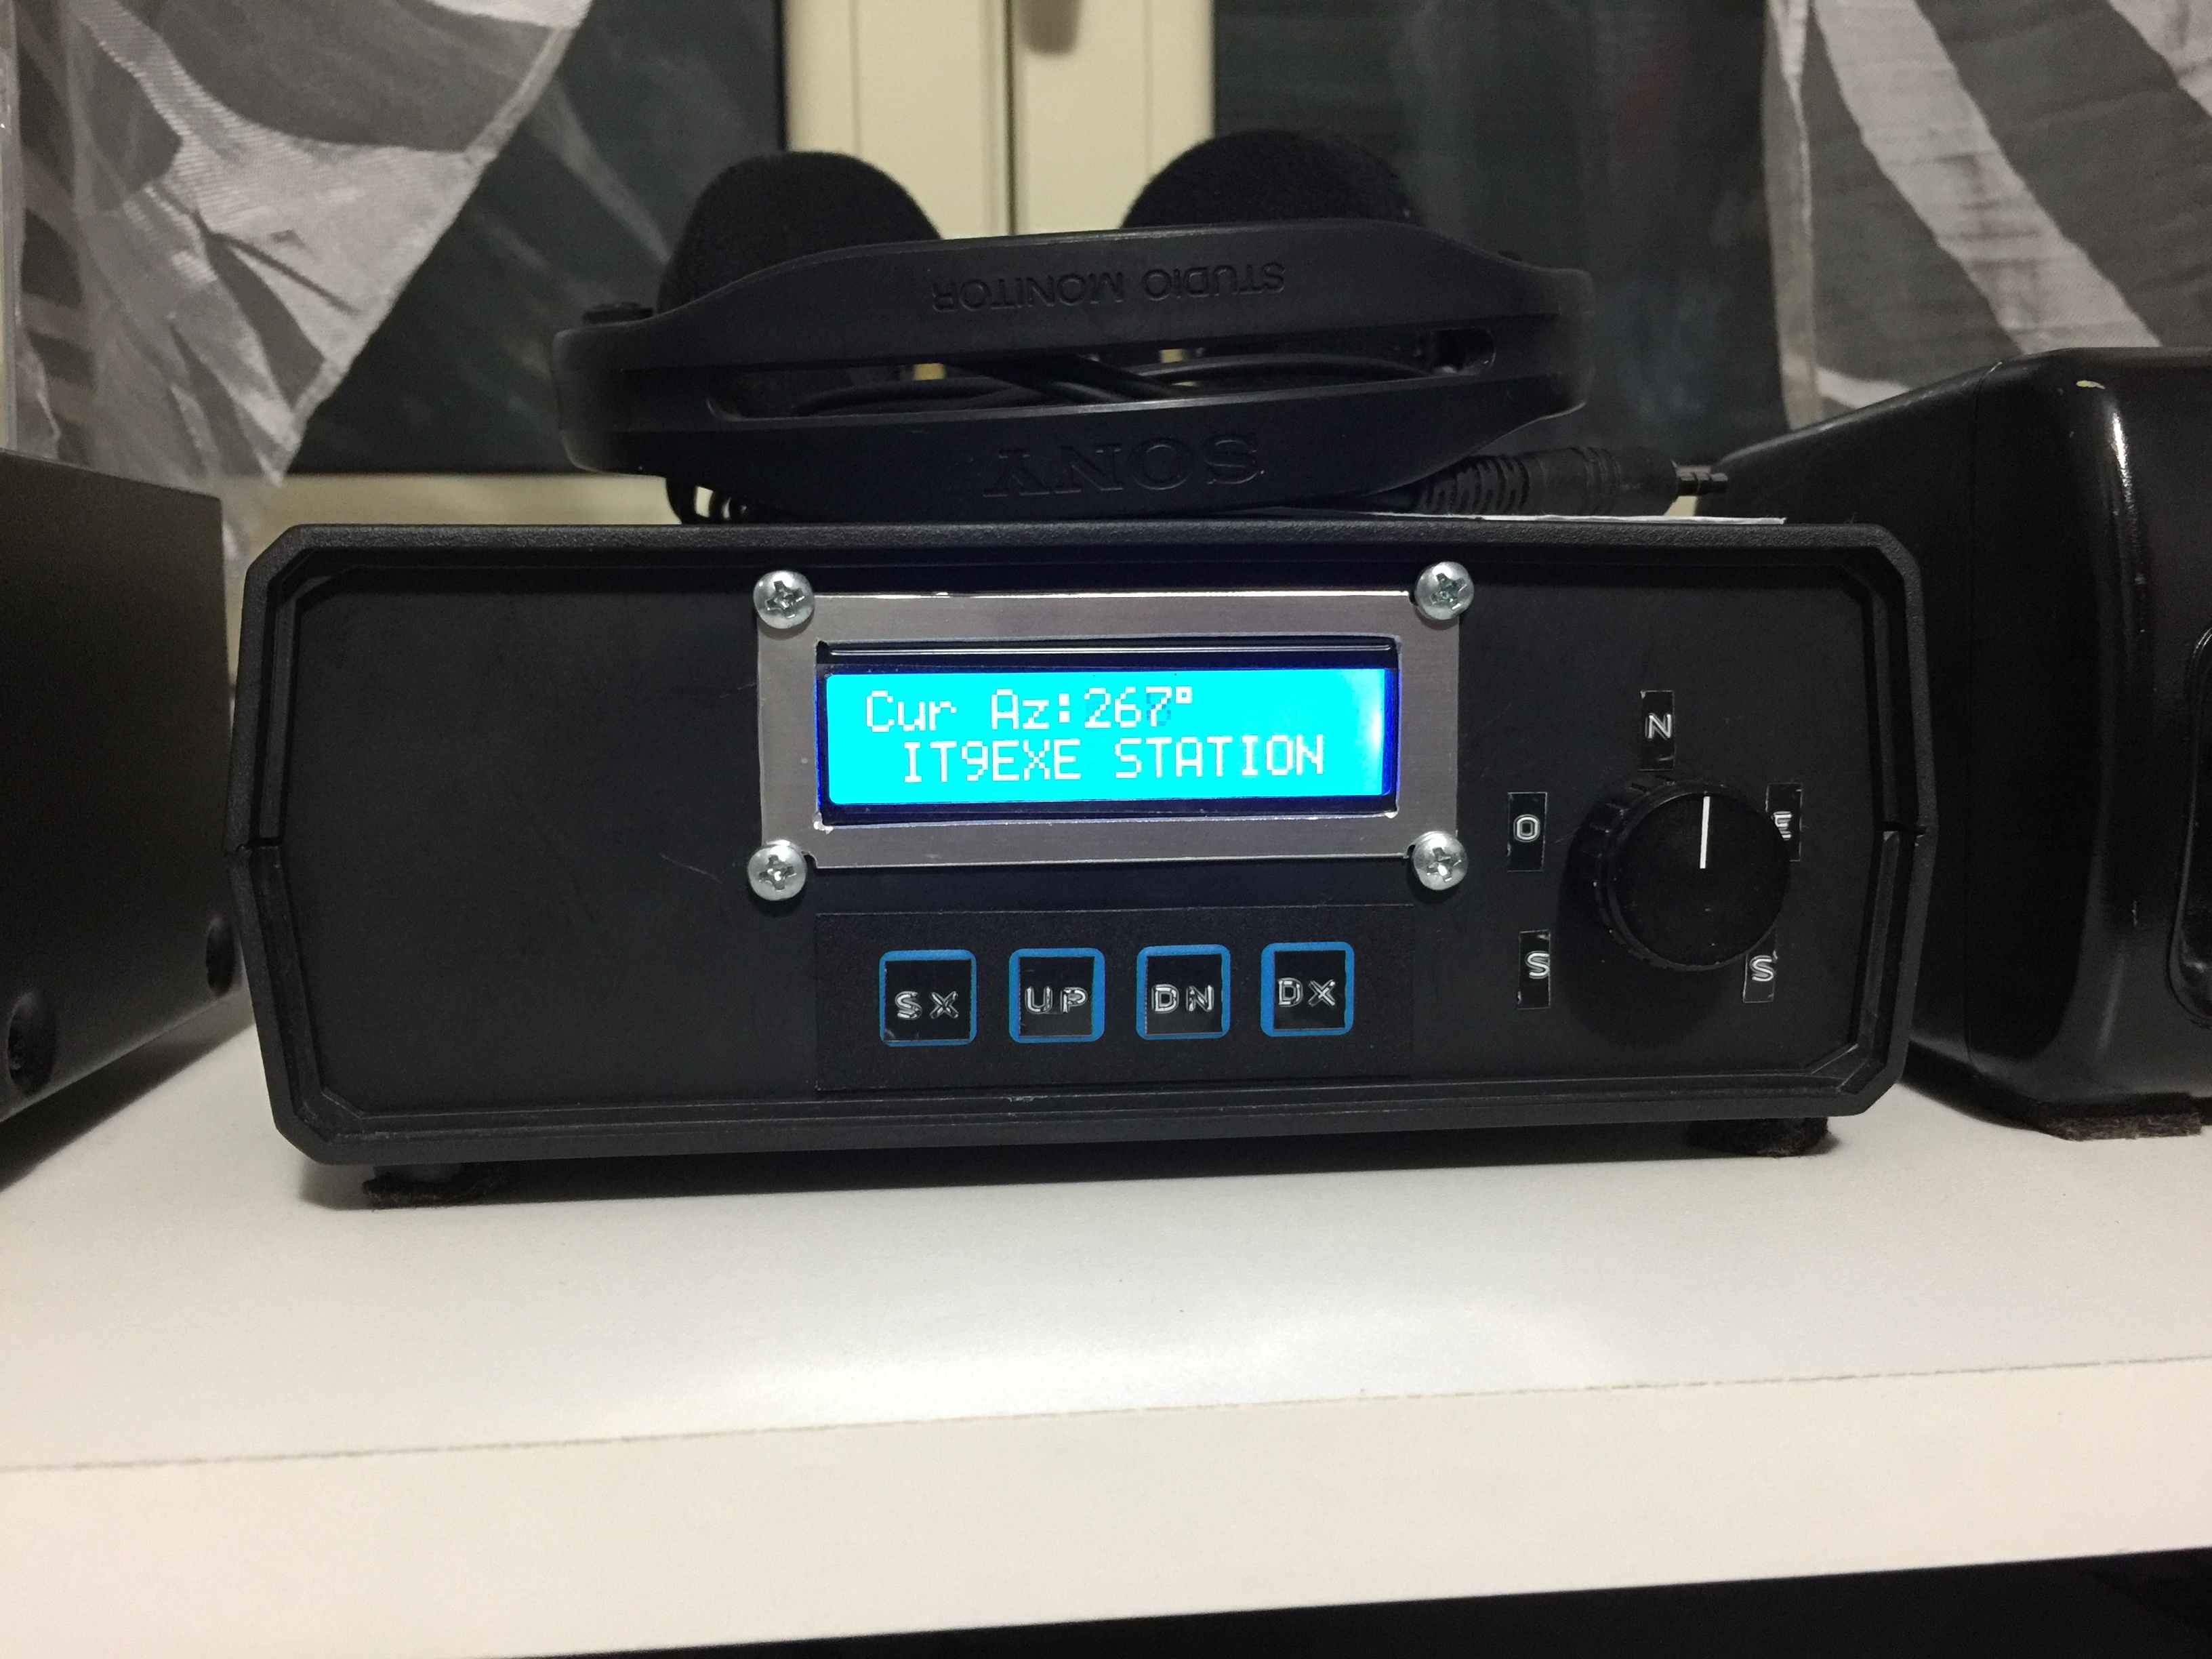 STUDIO MONITOR
SONY
Cur Az:267°
IT9EXE STATION
N
O
E
S
S
SX
UP
DN
DX